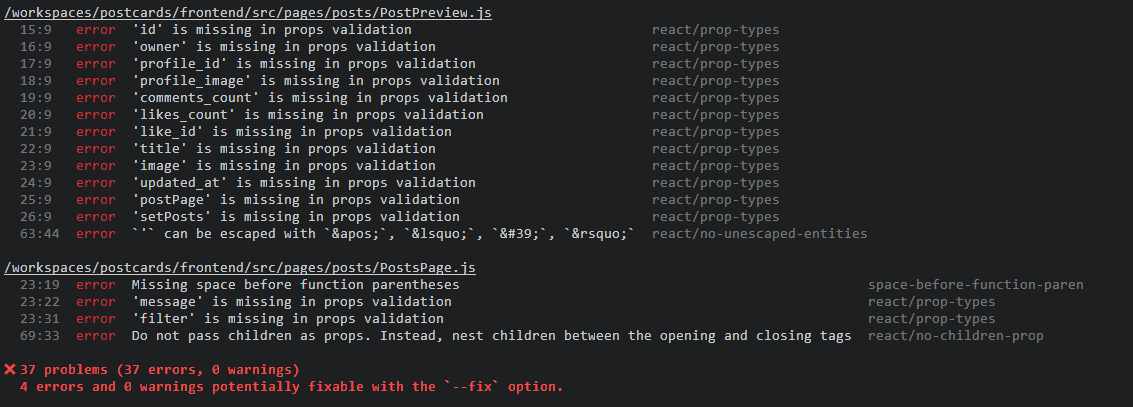 /workspaces/postcards/frontend/src/pages/posts/PostPreview.js
15:9 error 'id' is missing in props validation react/prop-types
16:9 error 'owner' is missing in props validation react/prop-types
17:9 error 'profile_id' is missing in props validation react/prop-types
18:9 error 'profile_image' is missing in props validation react/prop-types
19:9 error 'comments_count' is missing in props validation react/prop-types
20:9 error 'likes_count' is missing in props validation react/prop-types
21:9 error 'like_id' is missing in props validation react/prop-types
22:9 error 'title' is missing in props validation react/prop-types
23:9 error 'image' is missing in props validation react/prop-types
24:9 error 'updated_at' is missing in props validation react/prop-types
25:9 error 'postPage' is missing in props validation react/prop-types
26:9 error 'setPosts' is missing in props validation react/prop-types
63:44 error `'` can be escaped with `&apos;`, `&lsquo;`, `&#39;`, `&rsquo;` react/no-unescaped-entities
/workspaces/postcards/frontend/src/pages/posts/PostsPage.js
23:19 error Missing space before function parentheses space-before-function-paren
23:22 error 'message' is missing in props validation react/prop-types
23:31 error 'filter' is missing in props validation react/prop-types
69:33 error Do not pass children as props. Instead, nest children between the opening and closing tags react/no-children-prop
❌ 37 problems (37 errors, 0 warnings)
4 errors and 0 warnings potentially fixable with the `--fix` option.